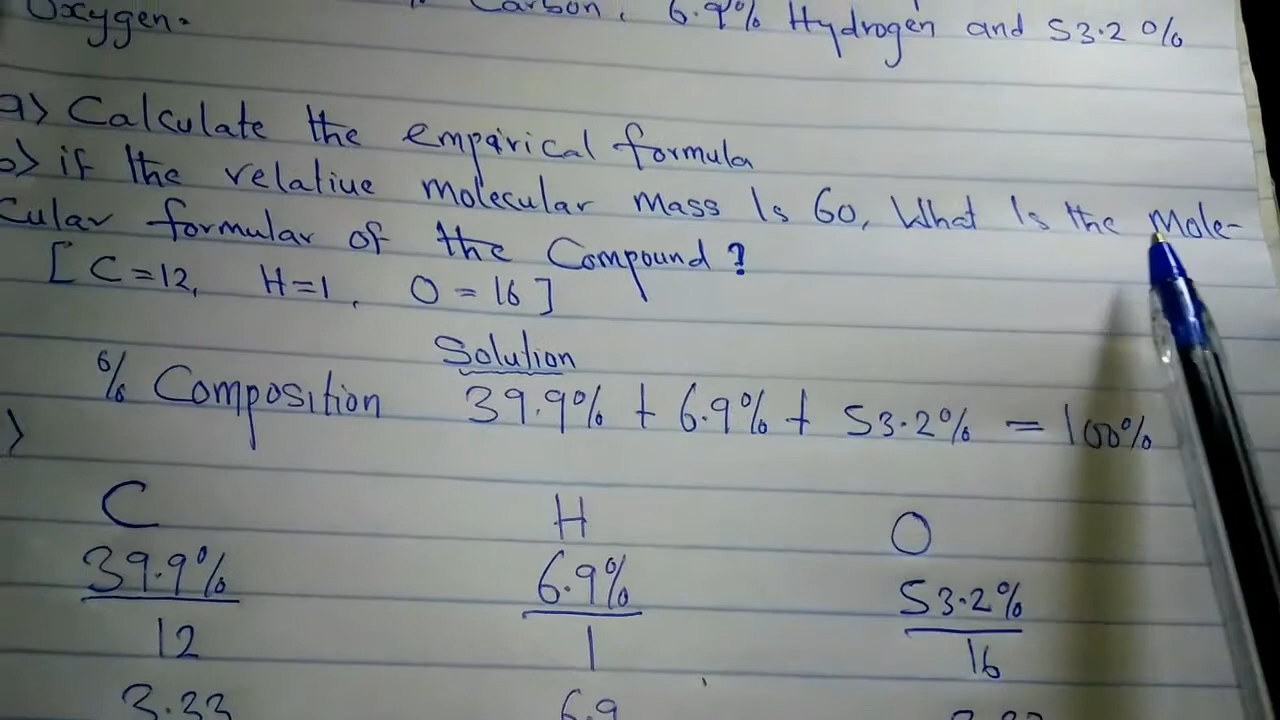 Carbon, 6.9% Hydrogen and 53.2%
Oxygen.
a) Calculate the empirical formula
b) if the relative molecular mass Is 60, What Is the Mole-
cular formular of the Compound?
[C=12, H=1, O=16]
Solution
% Composition 39.9% + 6.9% + 53.2% = 100%
C H O
39.9% 6.9% 53.2%
12 1 16
3.33 6.9